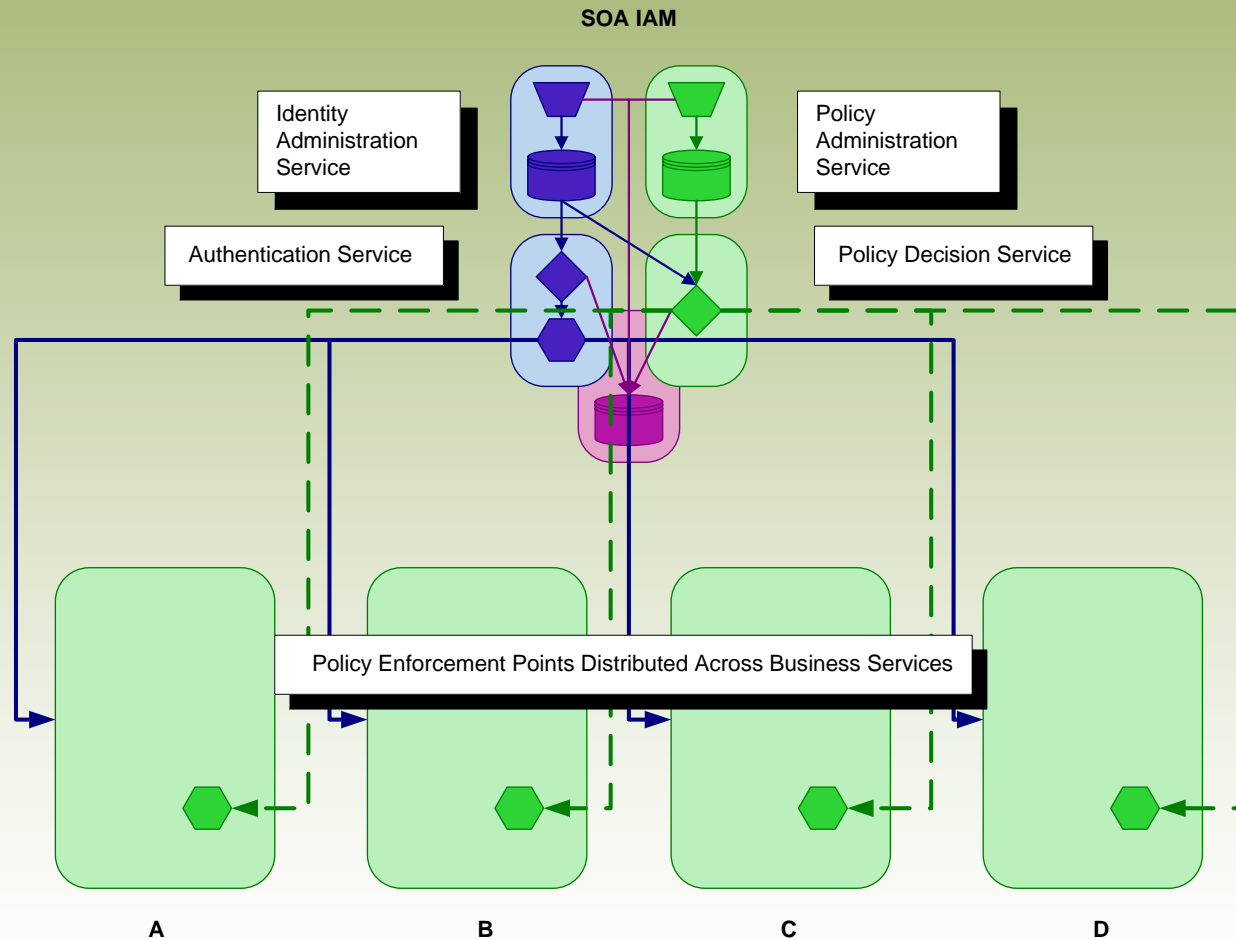 SOA IAM
Identity
Administration
Service
Policy
Administration
Service
Authentication Service
Policy Decision Service
Policy Enforcement Points Distributed Across Business Services
A
B
C
D